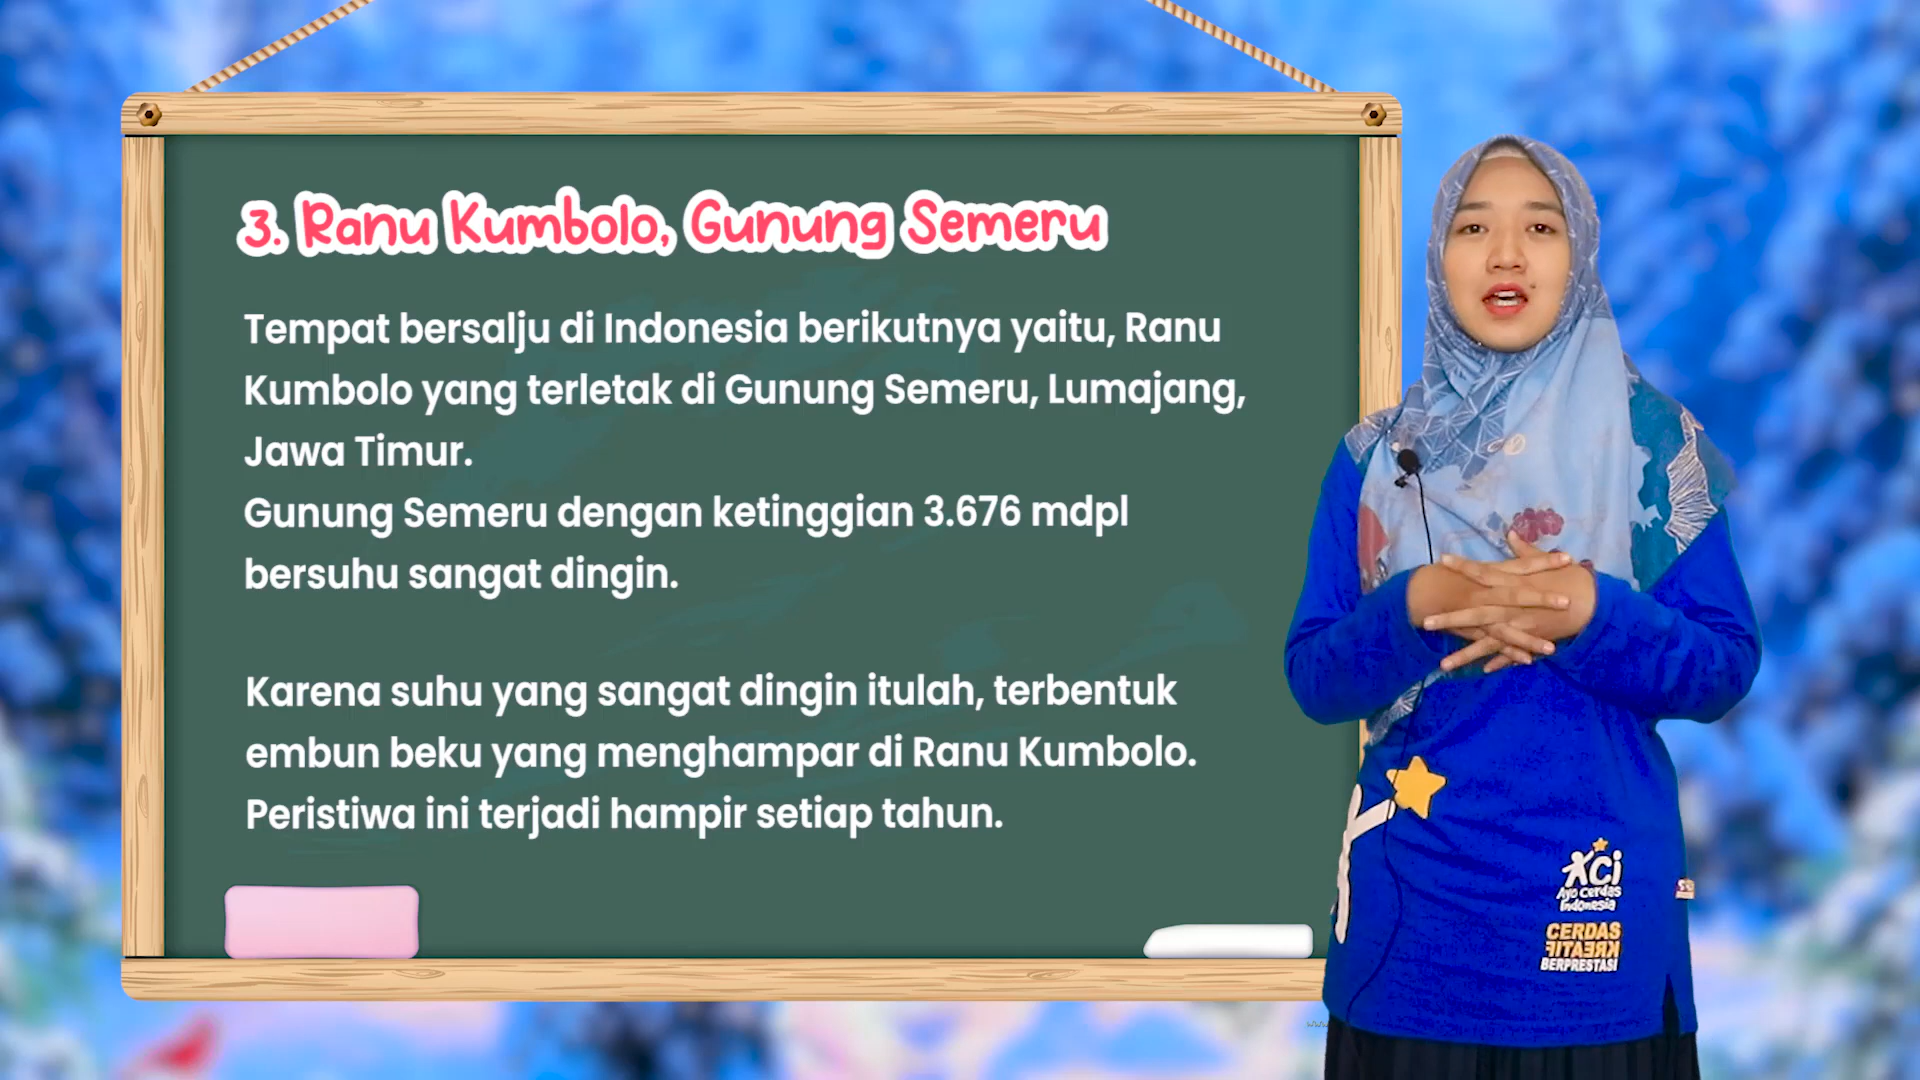 3. Ranu Kumbolo, Gunung Semeru
Tempat bersalju di Indonesia berikutnya yaitu, Ranu
Kumbolo yang terletak di Gunung Semeru, Lumajang,
Jawa Timur.
Gunung Semeru dengan ketinggian 3.676 mdpl
bersuhu sangat dingin.
Karena suhu yang sangat dingin itulah, terbentuk
embun beku yang menghampar di Ranu Kumbolo.
Peristiwa ini terjadi hampir setiap tahun.
ACi
Ayo Cerdas
Indonesia
CERDAS
KREATIF
BERPRESTASI